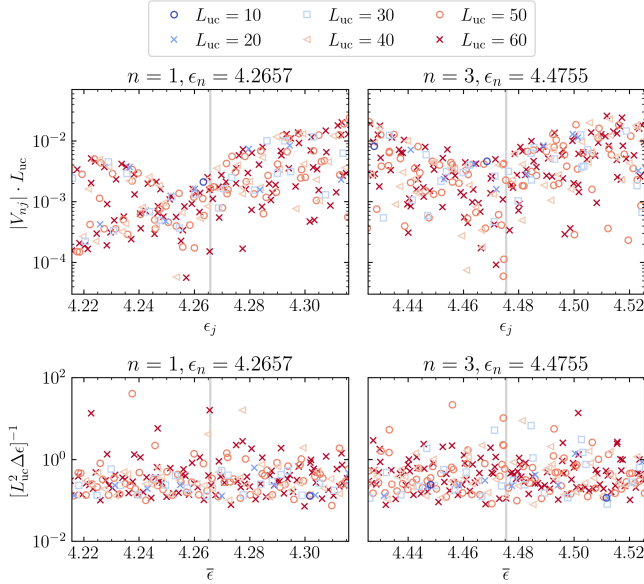 L_uc = 10 L_uc = 30 L_uc = 50
L_uc = 20 L_uc = 40 L_uc = 60
n = 1, ϵ_n = 4.2657 n = 3, ϵ_n = 4.4755
|V_nj| · L_uc
10^−2
10^−3
10^−4
4.22 4.24 4.26 4.28 4.30 4.44 4.46 4.48 4.50 4.52
ϵ_j ϵ_j
n = 1, ϵ_n = 4.2657 n = 3, ϵ_n = 4.4755
[L_uc^2 Δϵ]^−1
10^2
10^0
10^−2
4.22 4.24 4.26 4.28 4.30 4.44 4.46 4.48 4.50 4.52
ϵ̄ ϵ̄